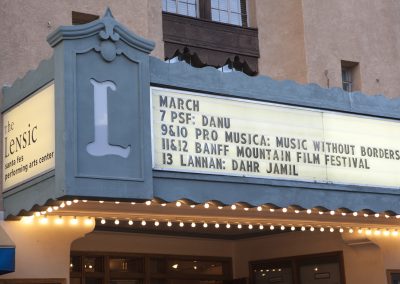 the
Lensic
santa fe's
performing arts center
L
MARCH
7 PSF: DANU
9&10 PRO MUSICA: MUSIC WITHOUT BORDERS
11&12 BANFF MOUNTAIN FILM FESTIVAL
13 LANNAN: DAHR JAMIL